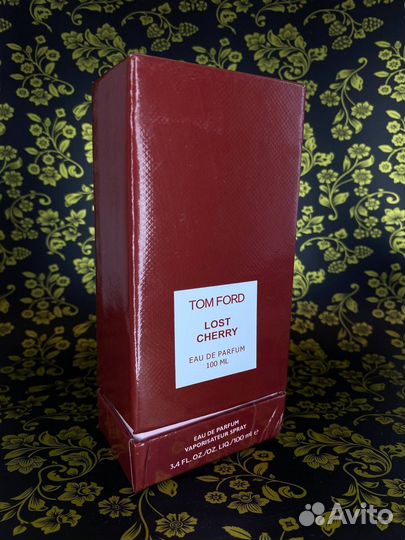 TOM FORD
LOST
CHERRY
EAU DE PARFUM
100 ML
EAU DE PARFUM
VAPORISATEUR SPRAY
3,4 FL. OZ./OZ. LIQ/100 ml e
Avito